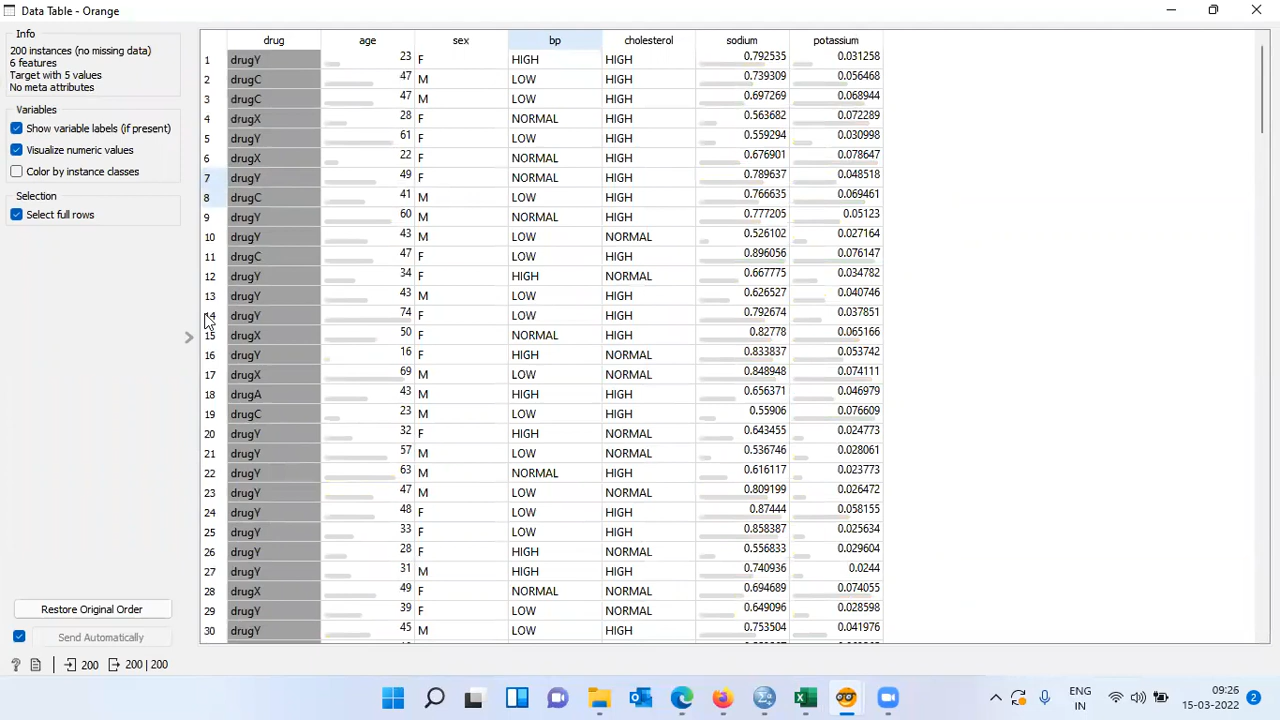 Data Table - Orange
Info
200 instances (no missing data)
6 features
Target with 5 values
No meta attributes
Variables
Show variable labels (if present)
Visualize numeric values
Color by instance classes
Selection
Select full rows
Restore Original Order
Send Automatically
200
200 | 200
drug age sex bp cholesterol sodium potassium
1 drugY 23 F HIGH HIGH 0.792535 0.031258
2 drugC 47 M LOW HIGH 0.739309 0.056468
3 drugC 47 M LOW HIGH 0.697269 0.068944
4 drugX 28 F NORMAL HIGH 0.563682 0.072289
5 drugY 61 F LOW HIGH 0.559294 0.030998
6 drugX 22 F NORMAL HIGH 0.676901 0.078647
7 drugY 49 F NORMAL HIGH 0.789637 0.048518
8 drugC 41 M LOW HIGH 0.766635 0.069461
9 drugY 60 M NORMAL HIGH 0.777205 0.05123
10 drugY 43 M LOW NORMAL 0.526102 0.027164
11 drugC 47 F LOW HIGH 0.896056 0.076147
12 drugY 34 F HIGH NORMAL 0.667775 0.034782
13 drugY 43 M LOW HIGH 0.626527 0.040746
14 drugY 74 F LOW HIGH 0.792674 0.037851
15 drugX 50 F NORMAL HIGH 0.82778 0.065166
16 drugY 16 F HIGH NORMAL 0.833837 0.053742
17 drugX 69 M LOW NORMAL 0.848948 0.074111
18 drugA 43 M HIGH HIGH 0.656371 0.046979
19 drugC 23 M LOW HIGH 0.55906 0.076609
20 drugY 32 F HIGH NORMAL 0.643455 0.024773
21 drugY 57 M LOW NORMAL 0.536746 0.028061
22 drugY 63 M NORMAL HIGH 0.616117 0.023773
23 drugY 47 M LOW NORMAL 0.809199 0.026472
24 drugY 48 F LOW HIGH 0.87444 0.058155
25 drugY 33 F LOW HIGH 0.858387 0.025634
26 drugY 28 F HIGH NORMAL 0.556833 0.029604
27 drugY 31 M HIGH HIGH 0.740936 0.0244
28 drugX 49 F NORMAL NORMAL 0.694689 0.074055
29 drugY 39 F LOW NORMAL 0.649096 0.028598
30 drugY 45 M LOW HIGH 0.753504 0.041976
ENG
IN
09:26
15-03-2022
2